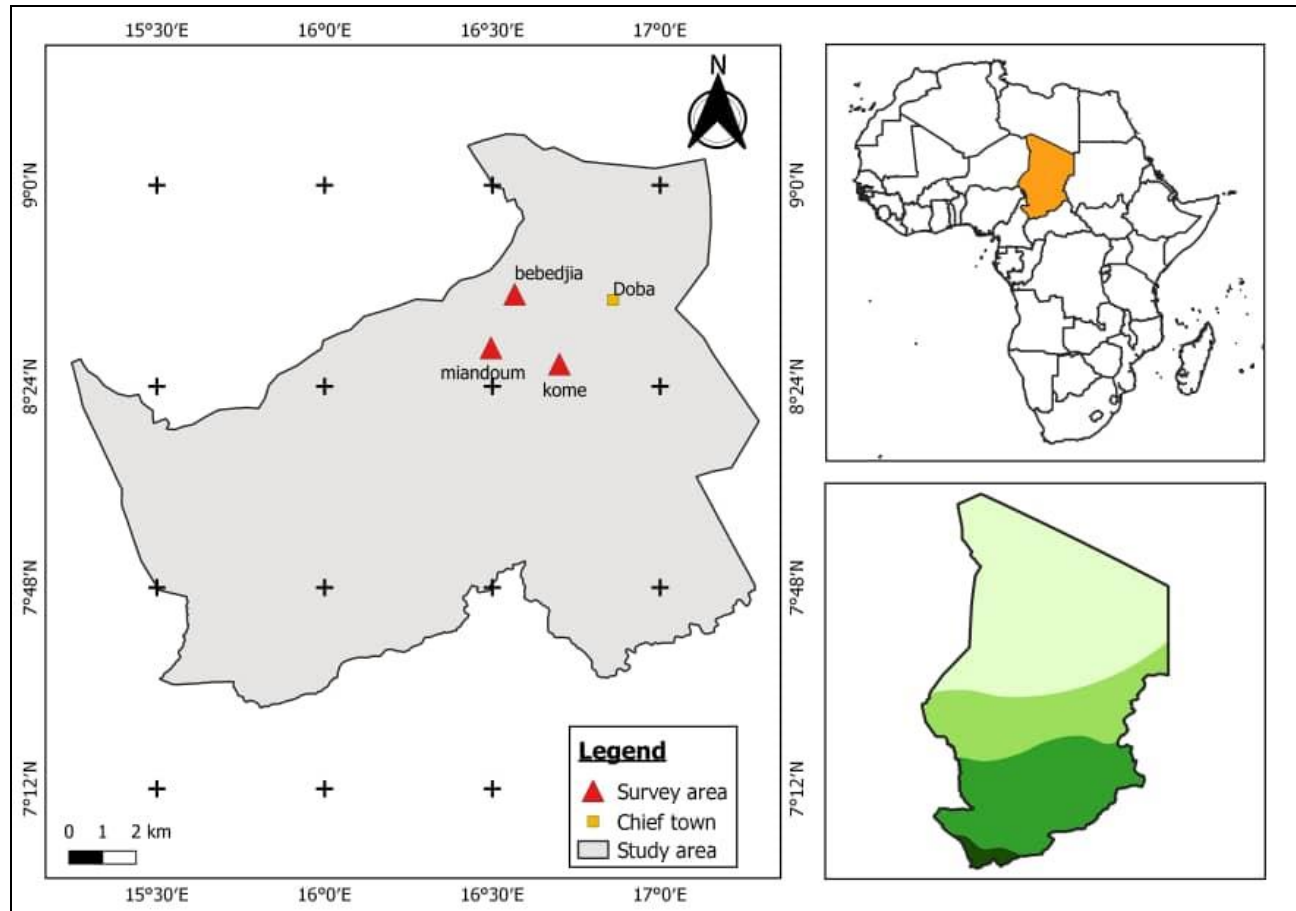 15°30′E 16°0′E 16°30′E 17°0′E
N
9°0′N 9°0′N
bebedjia
Doba
miandoum
kome
8°24′N 8°24′N
7°48′N 7°48′N
Legend
Survey area
Chief town
Study area
7°12′N 7°12′N
0 1 2 km
15°30′E 16°0′E 16°30′E 17°0′E